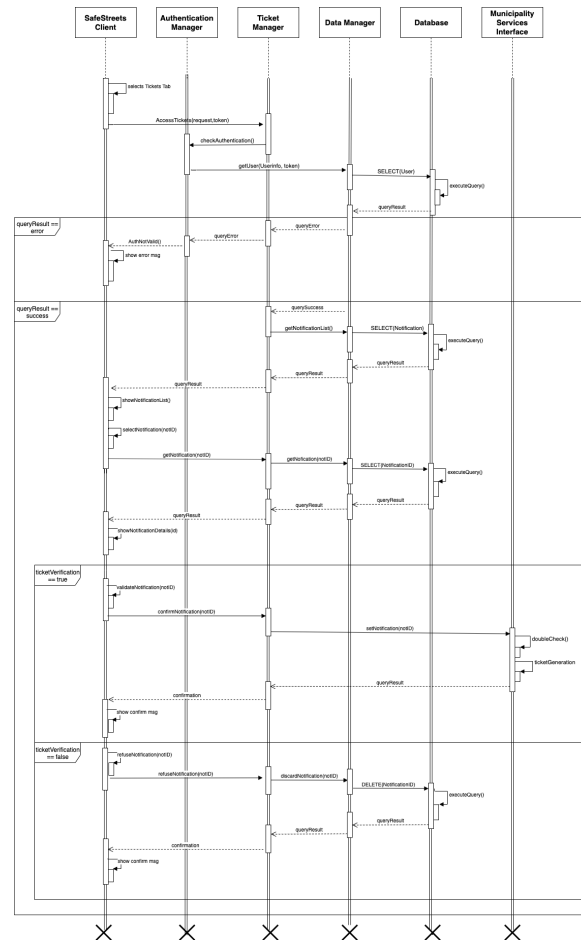 SafeStreets
Client
Authentication
Manager
Ticket
Manager
Data Manager
Database
Municipality
Services
Interface
selects Tickets Tab
AccessTickets(request,token)
checkAuthentication()
getUser(Userinfo, token)
SELECT(User)
executeQuery()
queryResult
queryResult ==
error
queryError
queryError
AuthNotValid()
show error msg
queryResult ==
success
querySuccess
getNotificationList()
SELECT(Notification)
executeQuery()
queryResult
queryResult
queryResult
showNotificationList()
selectNotification(notID)
getNotification(notID)
getNotification(notID)
SELECT(NotificationID)
executeQuery()
queryResult
queryResult
queryResult
showNotificationDetails(id)
ticketVerification
== true
validateNotification(notID)
confirmNotification(notID)
setNotification(notID)
doubleCheck()
ticketGeneration
queryResult
confirmation
show confirm msg
ticketVerification
== false
refuseNotification(notID)
refuseNotification(notID)
discardNotification(notID)
DELETE(NotificationID)
executeQuery()
queryResult
queryResult
confirmation
show confirm msg